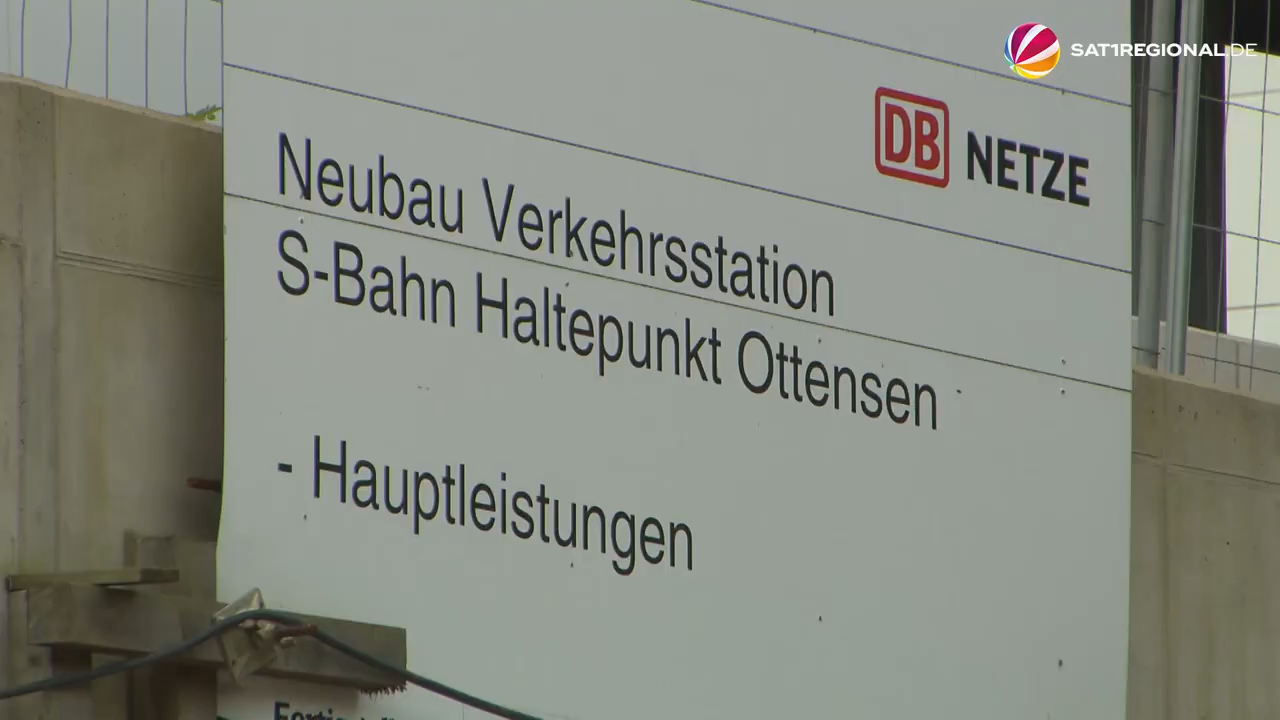 SAT1REGIONAL.DE
DB NETZE
Neubau Verkehrsstation
S-Bahn Haltepunkt Ottensen
- Hauptleistungen